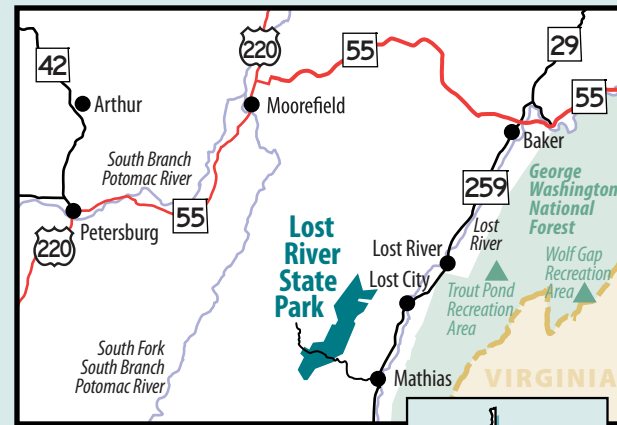 42
Arthur
220
Moorefield
55
29
55
Baker
South Branch
Potomac River
259
George
Washington
National
Forest
Petersburg
55
220
Lost
River
State
Park
Lost River
Lost
River
Lost City
Trout Pond
Recreation
Area
Wolf Gap
Recreation
Area
South Fork
South Branch
Potomac River
Mathias
VIRGINIA